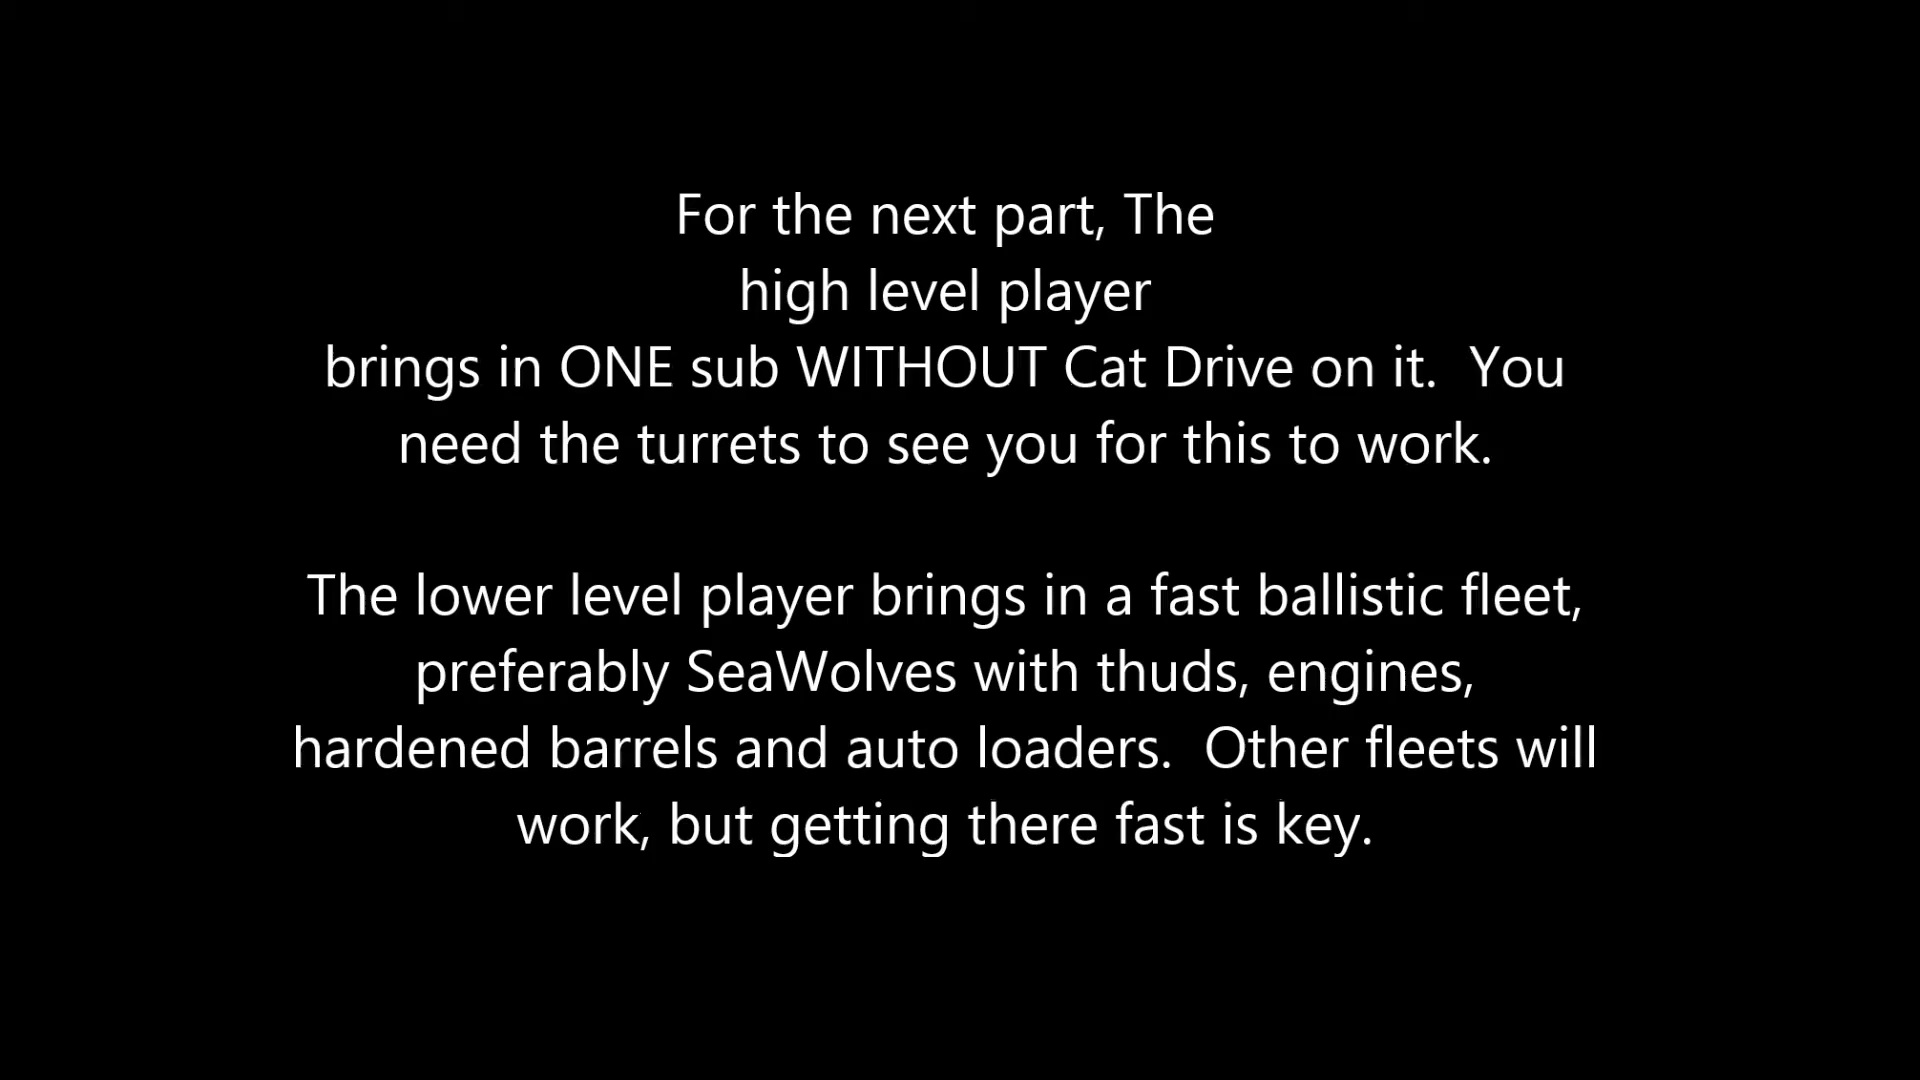 For the next part, The
high level player
brings in ONE sub WITHOUT Cat Drive on it.  You
need the turrets to see you for this to work.
The lower level player brings in a fast ballistic fleet,
preferably SeaWolves with thuds, engines,
hardened barrels and auto loaders.  Other fleets will
work, but getting there fast is key.